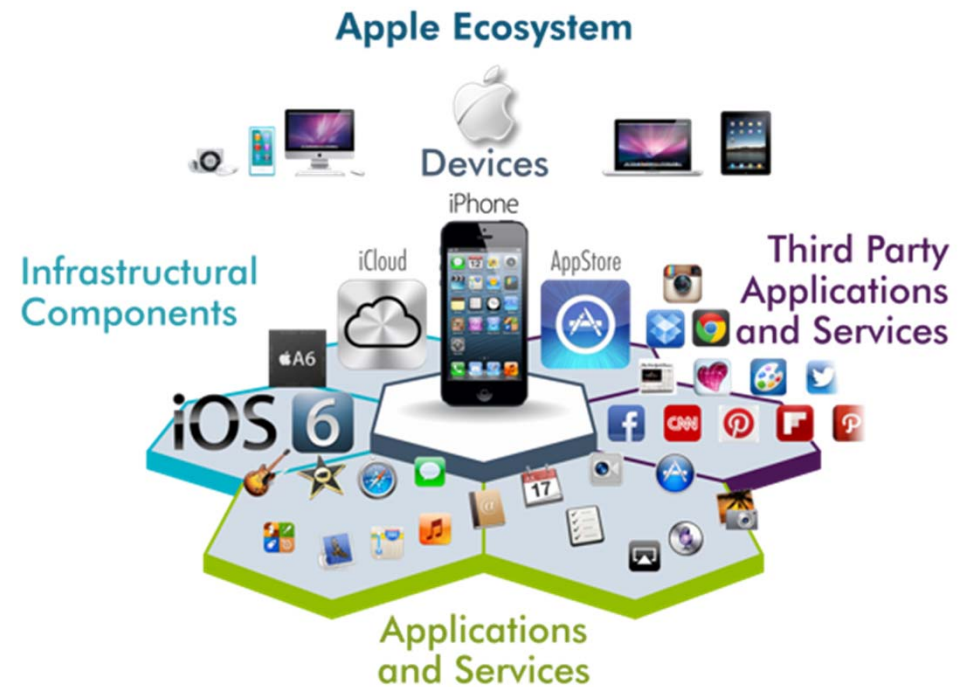 Apple Ecosystem
Devices
iPhone
iCloud
AppStore
Infrastructural
Components
Third Party
Applications
and Services
A6
iOS 6
CNN
17
Applications
and Services